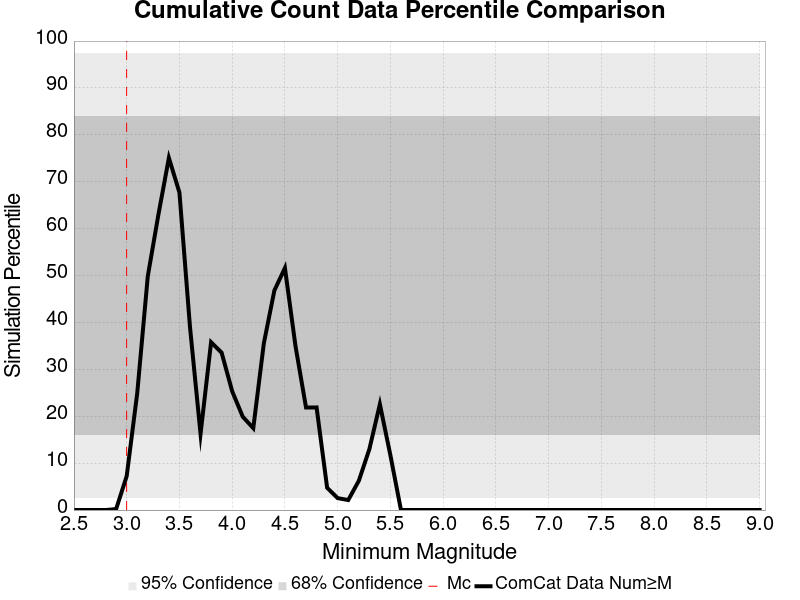 Cumulative Count Data Percentile Comparison
100
90
80
70
60
50
40
30
20
10
0
Simulation Percentile
2.5 3.0 3.5 4.0 4.5 5.0 5.5 6.0 6.5 7.0 7.5 8.0 8.5 9.0
Minimum Magnitude
95% Confidence 68% Confidence Mc ComCat Data Num≥M